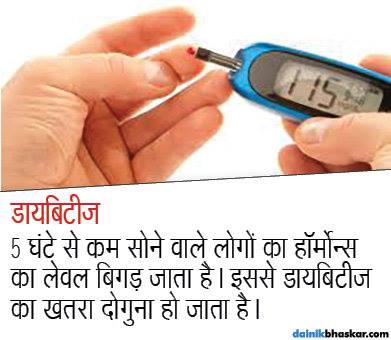 115
डायबिटीज
5 घंटे से कम सोने वाले लोगों का हॉर्मोन्स
का लेवल बिगड़ जाता है। इससे डायबिटीज
का खतरा दोगुना हो जाता है।
dainikbhaskar.com